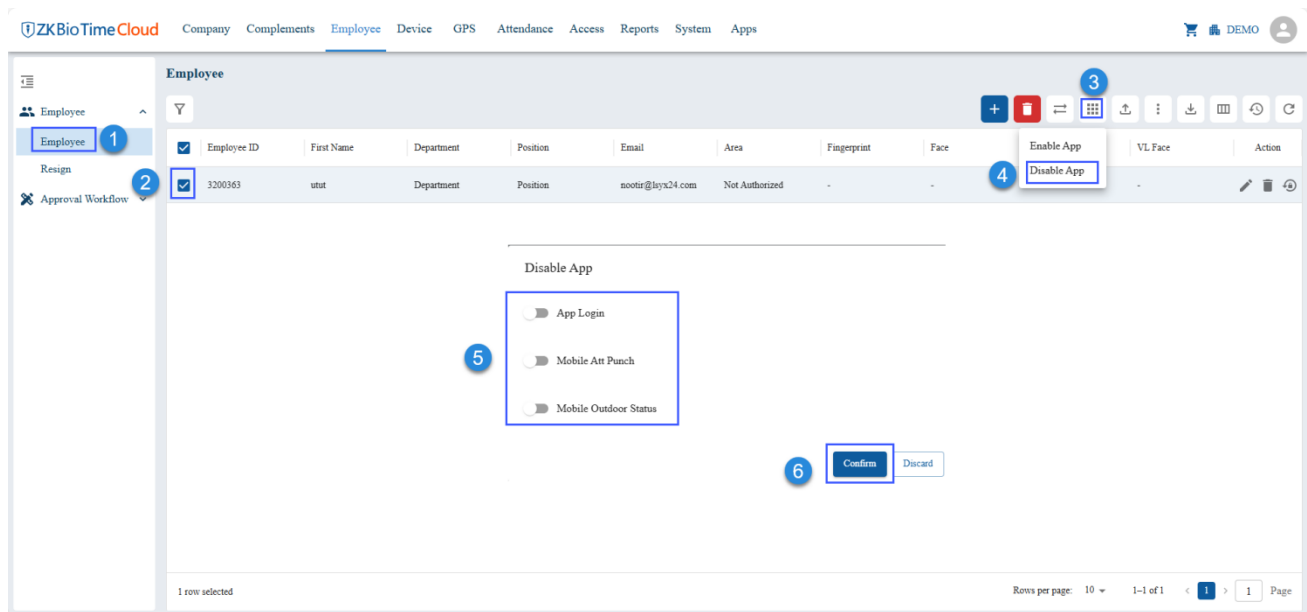 ZKBioTime Cloud Company Complements Employee Device GPS Attendance Access Reports System Apps DEMO
Employee
3
Employee
Employee 1
Employee ID First Name Department Position Email Area Fingerprint Face Enable App VL Face Action
Resign
2
3200363 utut Department Position nootir@lsyx24.com Not Authorized - - 4 Disable App -
Approval Workflow
Disable App
App Login
5 Mobile Att Punch
Mobile Outdoor Status
6 Confirm Discard
1 row selected Rows per page: 10 1–1 of 1 < 1 > 1 Page